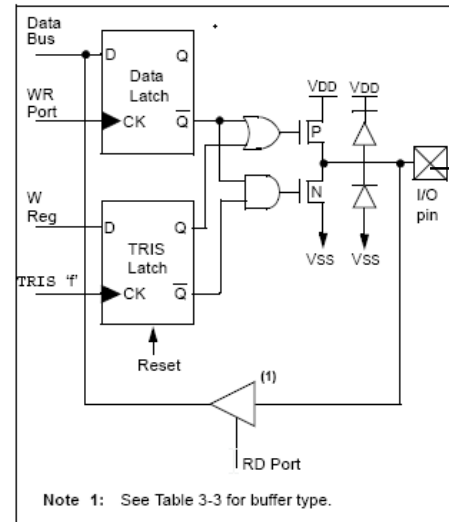 Data
Bus
D
Q
Data
Latch
WR
Port
CK
Q
VDD
VDD
P
N
I/O
pin
W
Reg
D
Q
TRIS
Latch
TRIS ‘f’
CK
Q
VSS
VSS
Reset
(1)
RD Port
Note 1: See Table 3-3 for buffer type.